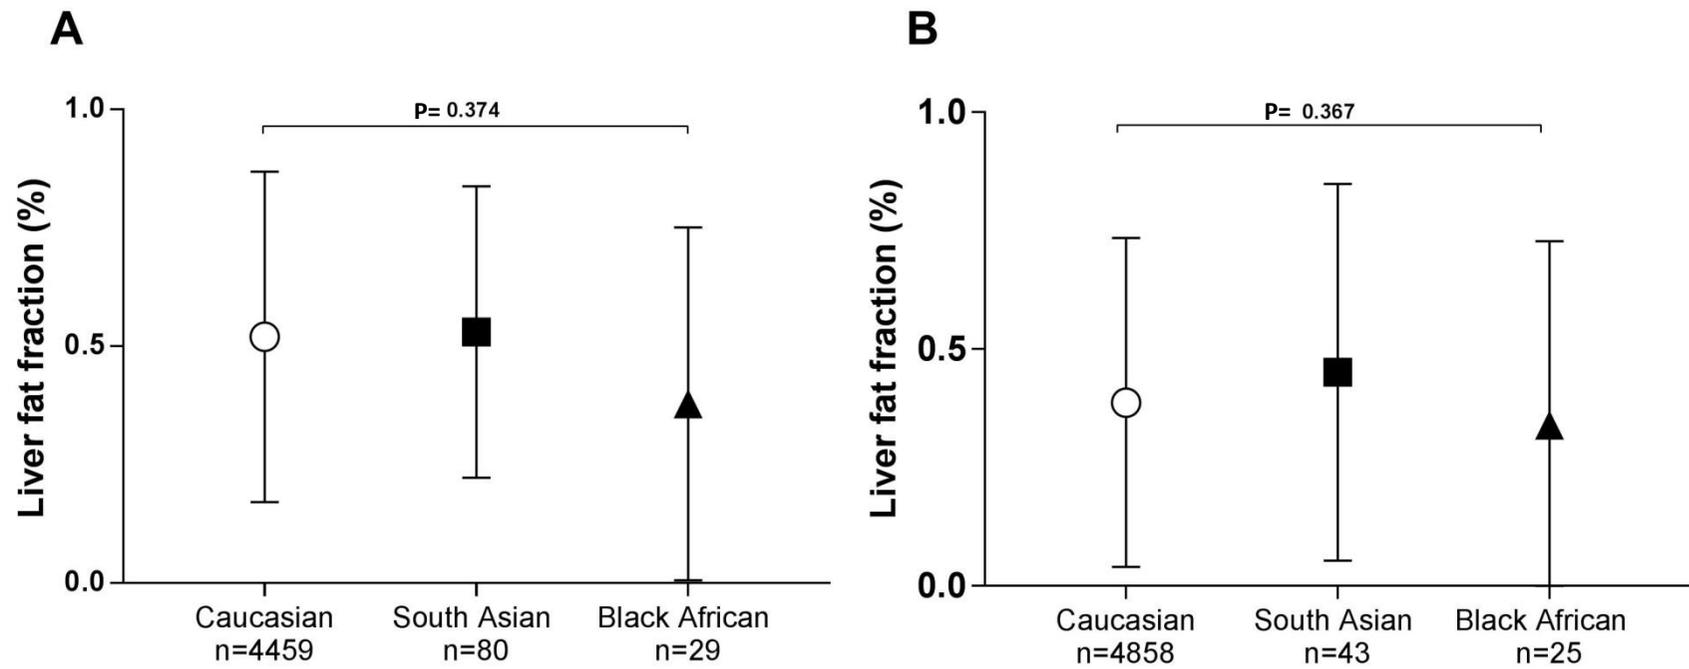 A
P= 0.374
Liver fat fraction (%)
1.0
0.5
0.0
Caucasian South Asian Black African
n=4459 n=80 n=29
B
P= 0.367
Liver fat fraction (%)
1.0
0.5
0.0
Caucasian South Asian Black African
n=4858 n=43 n=25